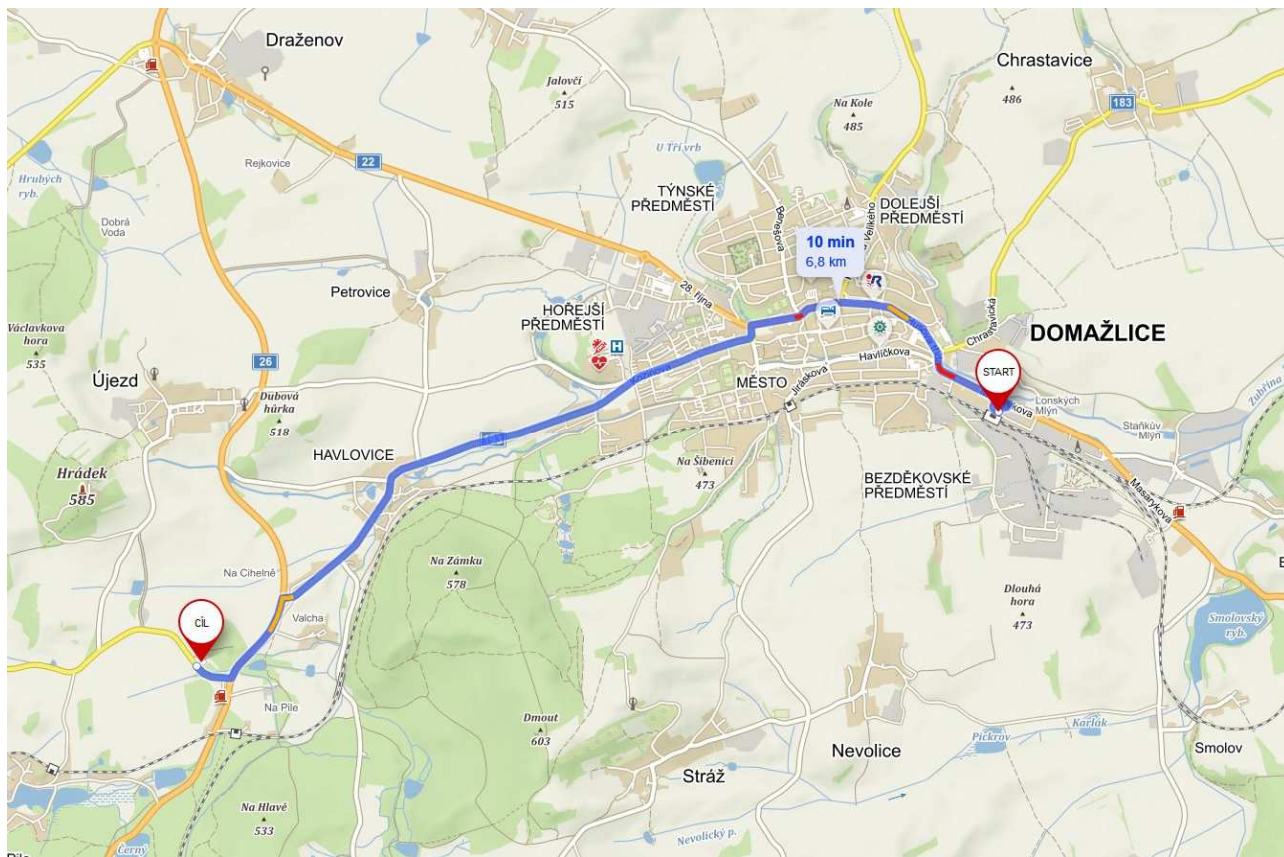 Draženov
Chrastavice
Jalovčí
515
486
Na Kole
485
183
Rejkovice
22
U Tří vrb
Hrubých
ryb.
TÝNSKÉ
PŘEDMĚSTÍ
DOLEJŠÍ
PŘEDMĚSTÍ
Benešova
Velikého
Dobrá
Voda
10 min
6,8 km
Petrovice
28. října
HOŘEJŠÍ
PŘEDMĚSTÍ
H
Chrastavická
DOMAŽLICE
Václavkova
hora
535
26
Kozinova
Havlíčkova
Újezd
MĚSTO
Jiráskova
START
Dubová
hůrka
518
Lonských
Mlýn
Zubřina
Staňkův
Mlýn
HAVLOVICE
Na Šibenici
473
Hrádek
585
BEZDĚKOVSKÉ
PŘEDMĚSTÍ
Masarykova
Na Zámku
578
Na Cihelně
Dlouhá
hora
473
CÍL
Valcha
Smolovský
ryb.
Na Pile
Dmout
603
Pickrov
Karlák
Nevolice
Smolov
Stráž
Na Hlavě
533
Nevolický p.
Černý